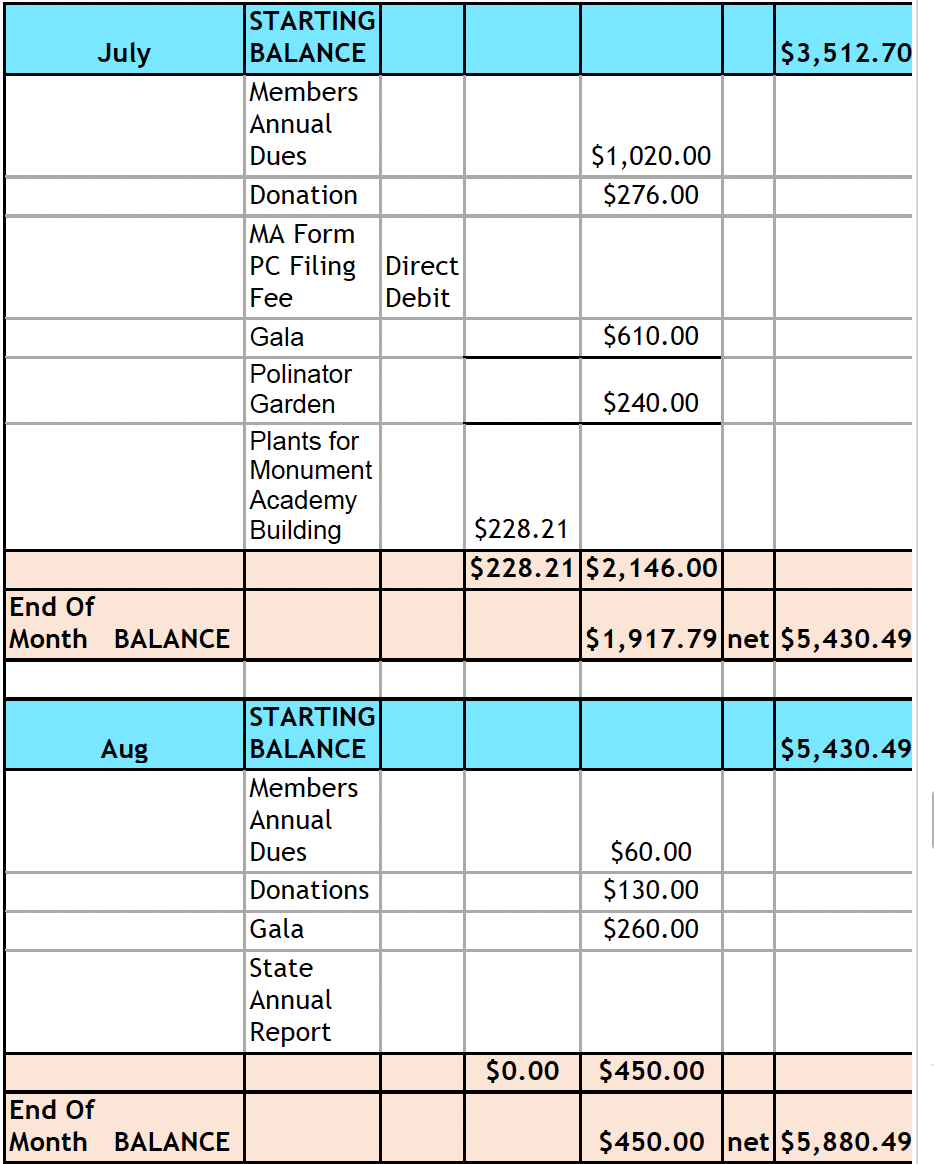 July STARTING BALANCE $3,512.70
Members Annual Dues $1,020.00
Donation $276.00
MA Form PC Filing Fee Direct Debit
Gala $610.00
Polinator Garden $240.00
Plants for Monument Academy Building $228.21
$228.21 $2,146.00
End Of Month BALANCE $1,917.79 net $5,430.49
Aug STARTING BALANCE $5,430.49
Members Annual Dues $60.00
Donations $130.00
Gala $260.00
State Annual Report
$0.00 $450.00
End Of Month BALANCE $450.00 net $5,880.49